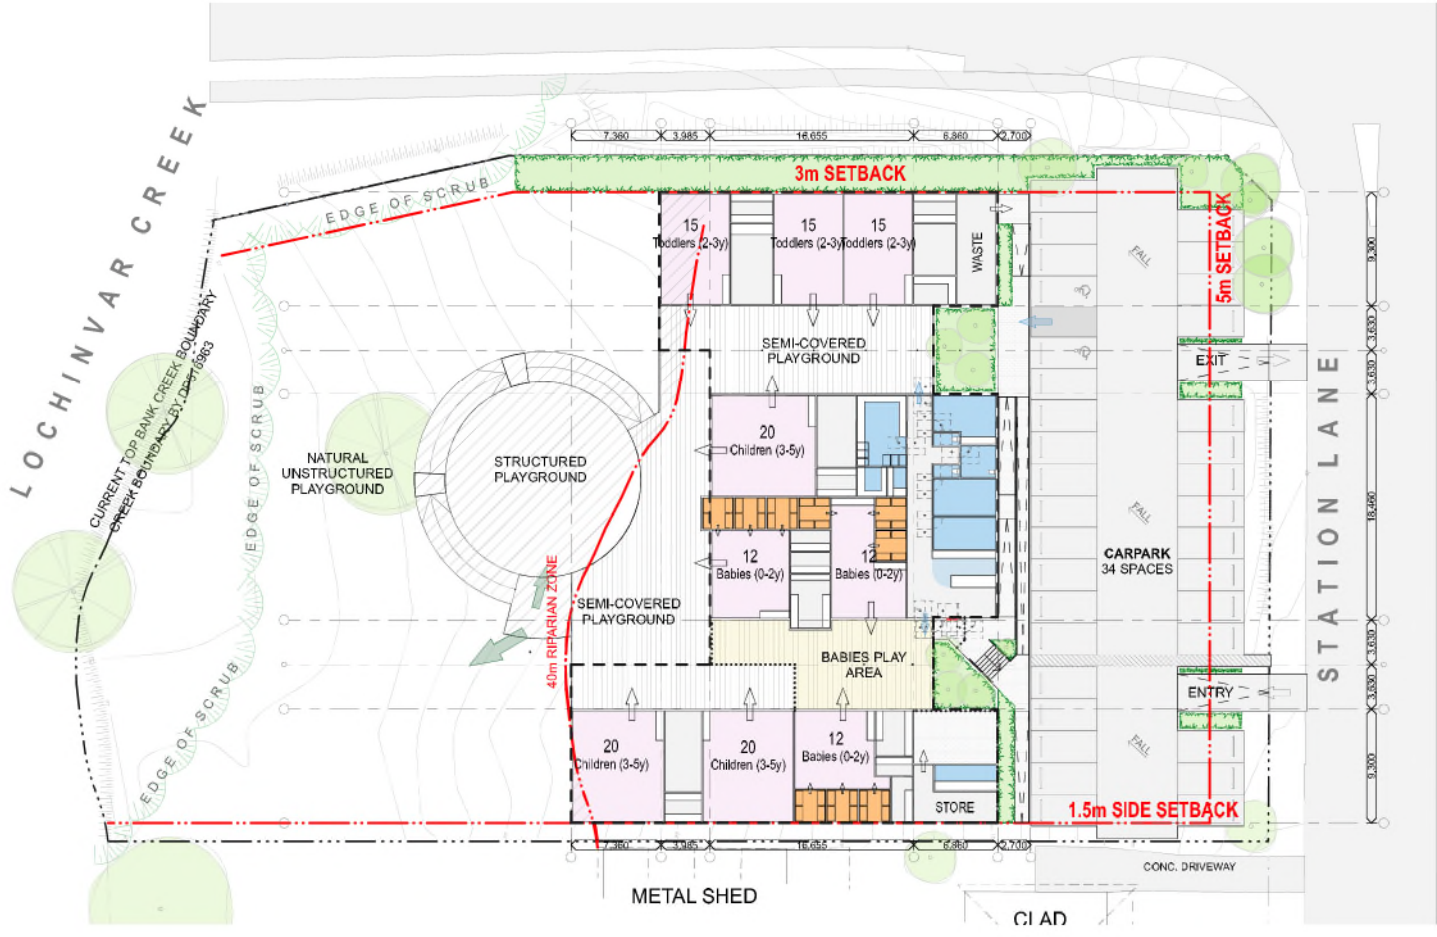 7,360
3,985
16,655
6,860
2,700
3m SETBACK
EDGE OF SCRUB
LOCHINVAR CREEK
15
Toddlers (2-3y)
15
Toddlers (2-3y)
15
Toddlers (2-3y)
WASTE
FALL
5m SETBACK
9,300
3,630
3,630
18,460
3,630
3,630
9,300
SEMI-COVERED
PLAYGROUND
EXIT
STATION LANE
CURRENT TOP BANK CREEK BOUNDARY
EDGE OF SCRUB
NATURAL
UNSTRUCTURED
PLAYGROUND
STRUCTURED
PLAYGROUND
20
Children (3-5y)
FALL
CARPARK
34 SPACES
12
Babies (0-2y)
12
Babies (0-2y)
40m RIPARIAN ZONE
SEMI-COVERED
PLAYGROUND
BABIES PLAY
AREA
ENTRY
EDGE OF SCRUB
20
Children (3-5y)
20
Children (3-5y)
12
Babies (0-2y)
FALL
STORE
1.5m SIDE SETBACK
7,360
3,985
16,655
6,860
2,700
METAL SHED
CONC. DRIVEWAY
CLAD